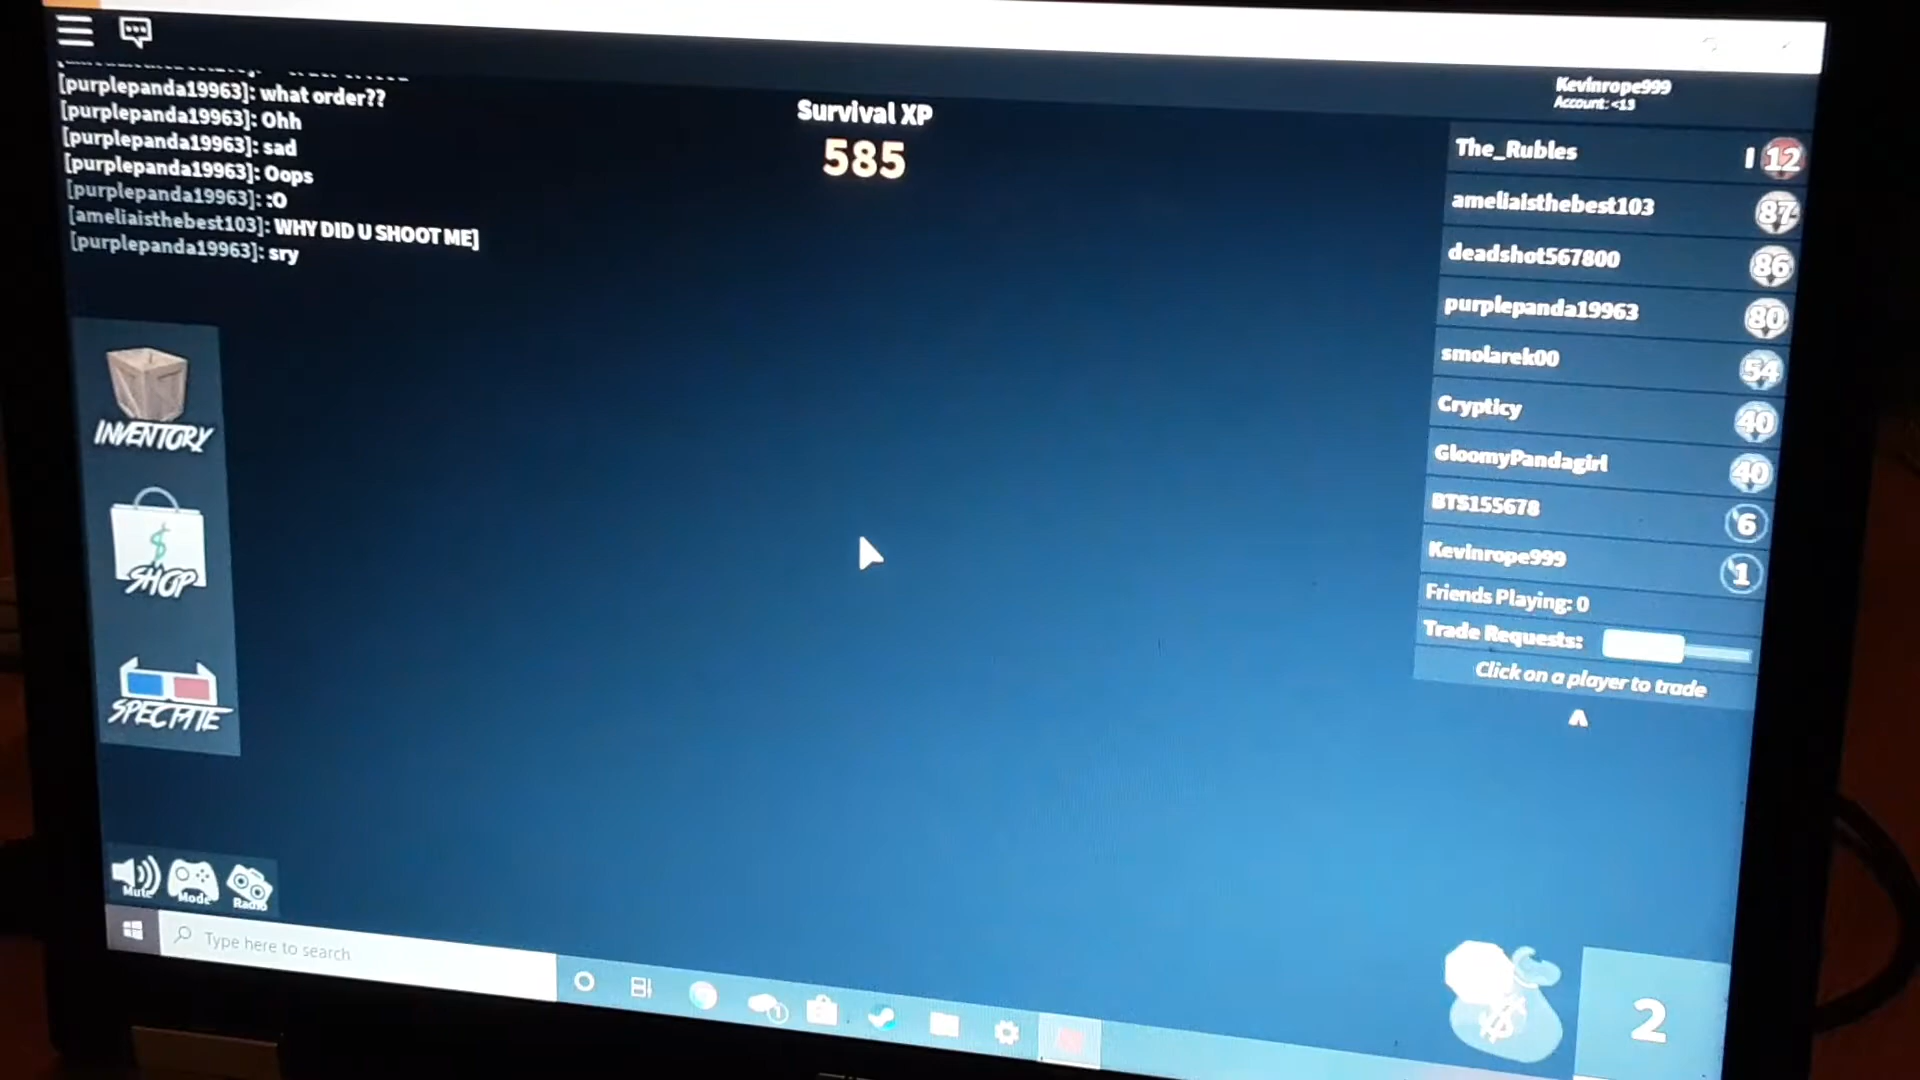 [purplepanda19963]: what order??
[purplepanda19963]: Ohh
[purplepanda19963]: sad
[purplepanda19963]: Oops
[purplepanda19963]: :O
[ameliaisthebest103]: WHY DID U SHOOT ME]
[purplepanda19963]: sry
Survival XP
585
Kevinrope999
Account: <13
The_Rubles I 12
ameliaisthebest103 87
deadshot567800 86
purplepanda19963 80
smolarek00 54
Crypticy 40
GloomyPandagirl 40
BTS155678 6
Kevinrope999 1
Friends Playing: 0
Trade Requests:
Click on a player to trade
INVENTORY
$
SHOP
SPECTATE
Mute Mode Radio
Type here to search
1
2